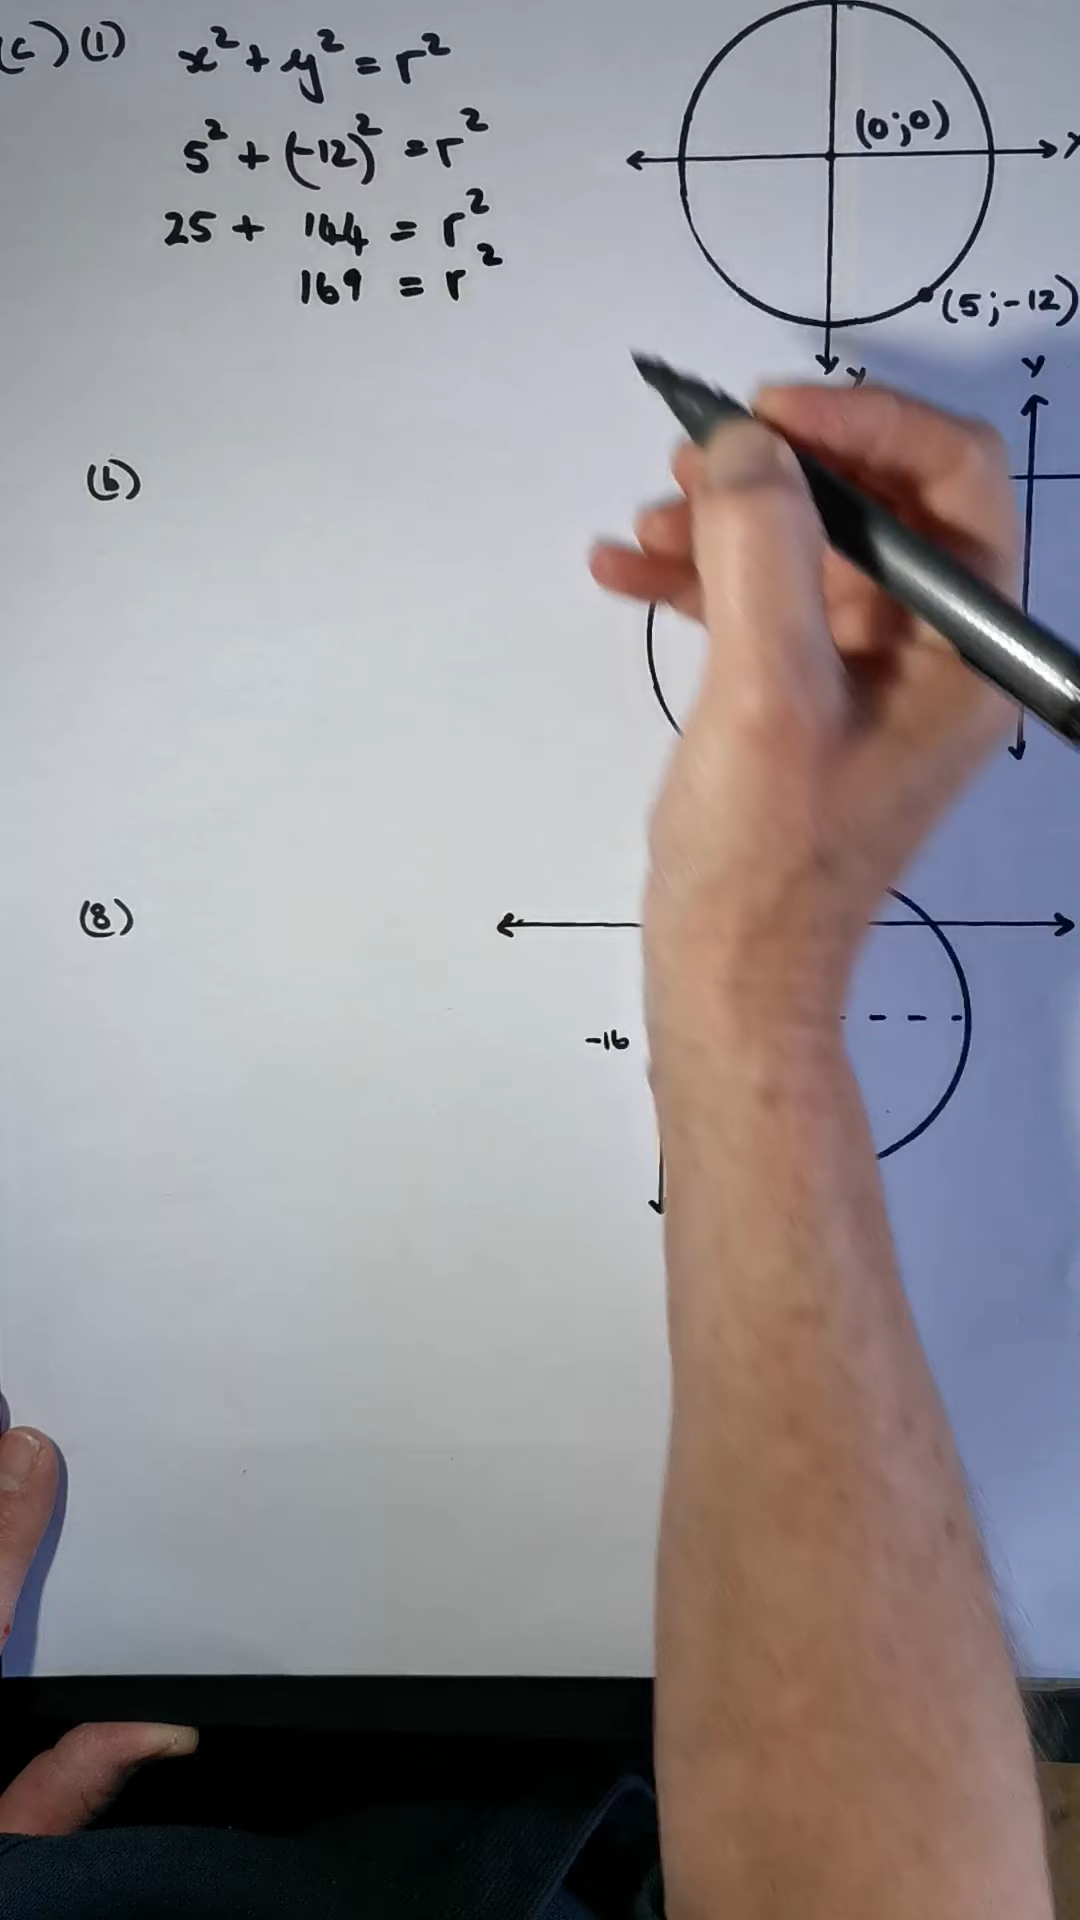 (c) (1) x² + y² = r²
5² + (-12)² = r²
25 + 144 = r²
169 = r²
(0;0)
(5;-12)
y
y
(6)
(8)
-16